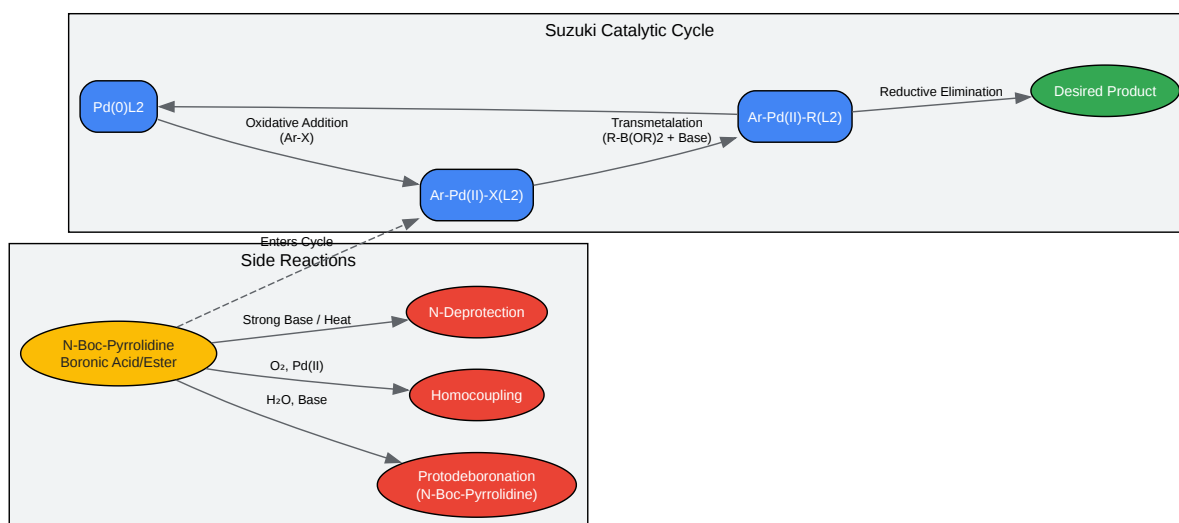 Suzuki Catalytic Cycle
Pd(0)L2
Oxidative Addition
(Ar-X)
Transmetalation
(R-B(OR)2 + Base)
Ar-Pd(II)-R(L2)
Reductive Elimination
Desired Product
Ar-Pd(II)-X(L2)
Enters Cycle
Side Reactions
N-Boc-Pyrrolidine
Boronic Acid/Ester
Strong Base / Heat
N-Deprotection
O₂, Pd(II)
Homocoupling
H₂O, Base
Protodeboronation
(N-Boc-Pyrrolidine)